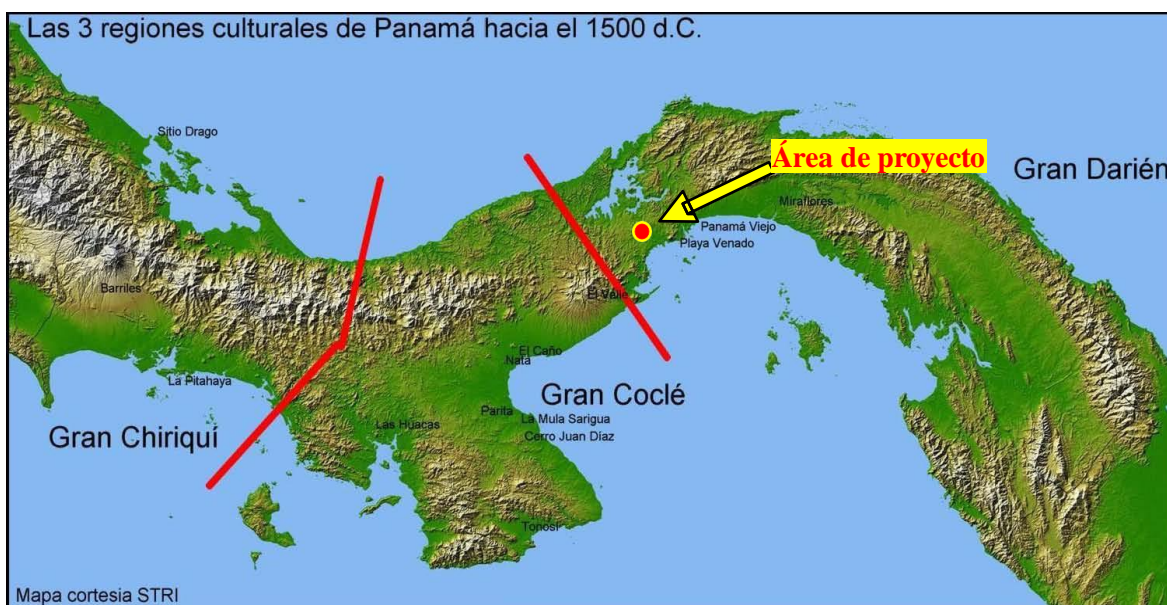 Las 3 regiones culturales de Panamá hacia el 1500 d.C.
Sitio Drago
Área de proyecto
Gran Darién
Miraflores
Panamá Viejo
Playa Venado
Barriles
El Valle
El Caño
Natá
La Pitahaya
Gran Coclé
Parita
La Mula Sarigua
Las Huacas
Cerro Juan Díaz
Gran Chiriquí
Tonosí
Mapa cortesia STRI